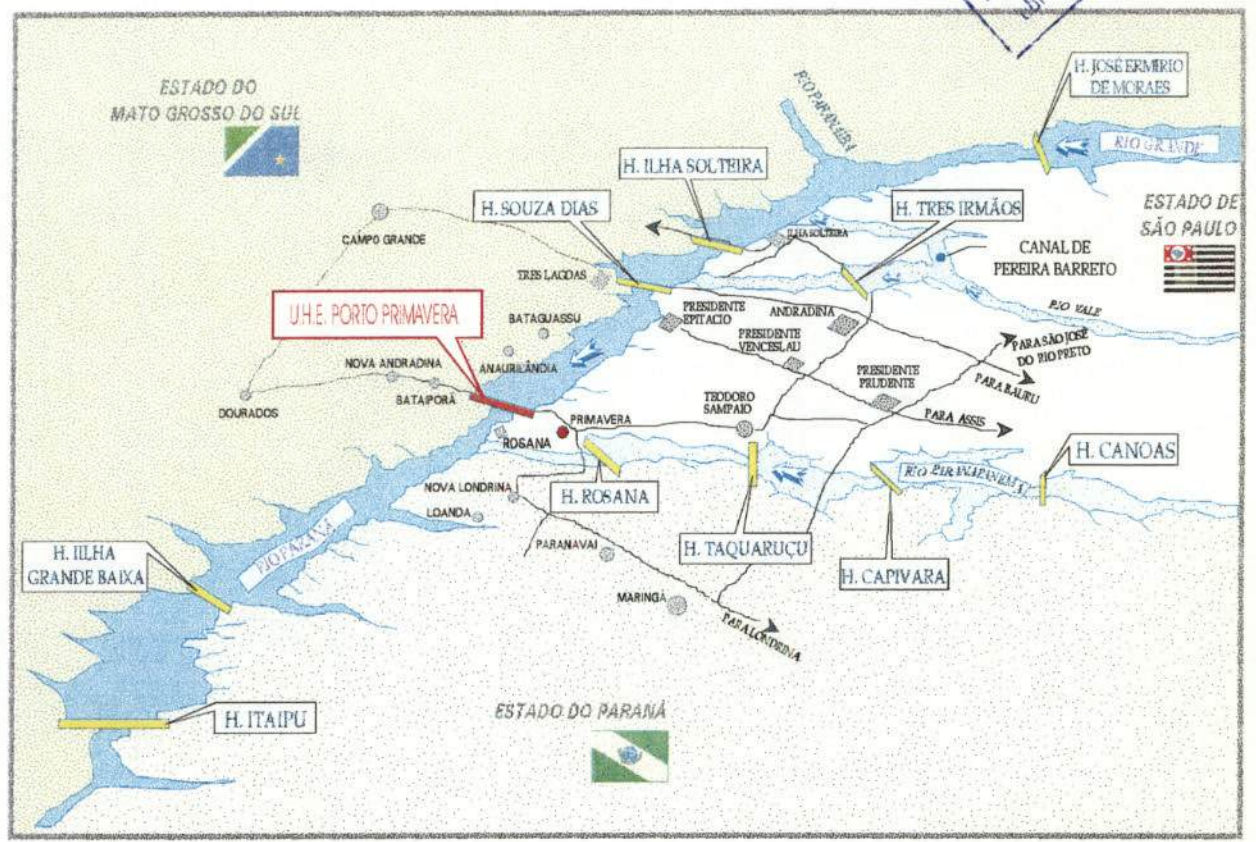 H. JOSÉ ERMIRIO
DE MORAES
ESTADO DO
MATO GROSSO DO SUL
RIO PARANAIBA
RIO GRANDE
H. ILHA SOLTEIRA
H. SOUZA DIAS
H. TRES IRMÃOS
ESTADO DE
SÃO PAULO
CAMPO GRANDE
ILHA SOLTEIRA
CANAL DE
PEREIRA BARRETO
TRES LAGOAS
U.H.E. PORTO PRIMAVERA
PRESIDENTE
EPITACIO
ANDRADINA
RIO VALE
BATAGUASSU
PRESIDENTE
VENCESLAU
PARA SÃO JOSÉ
DO RIO PRETO
NOVA ANDRADINA
ANAURILÂNDIA
PRESIDENTE
PRUDENTE
PARA BAURU
DOURADOS
BATAIPORÃ
TEODORO
SAMPAIO
PARA ASSIS
PRIMAVERA
ROSANA
H. CANOAS
RIO PARANAPANEMA
NOVA LONDRINA
H. ROSANA
LOANDA
RIO PARANÁ
PARANAVAI
H. TAQUARUÇU
H. CAPIVARA
H. IILHA
GRANDE BAIXA
MARINGÁ
PARA LONDRINA
H. ITAIPU
ESTADO DO PARANÁ